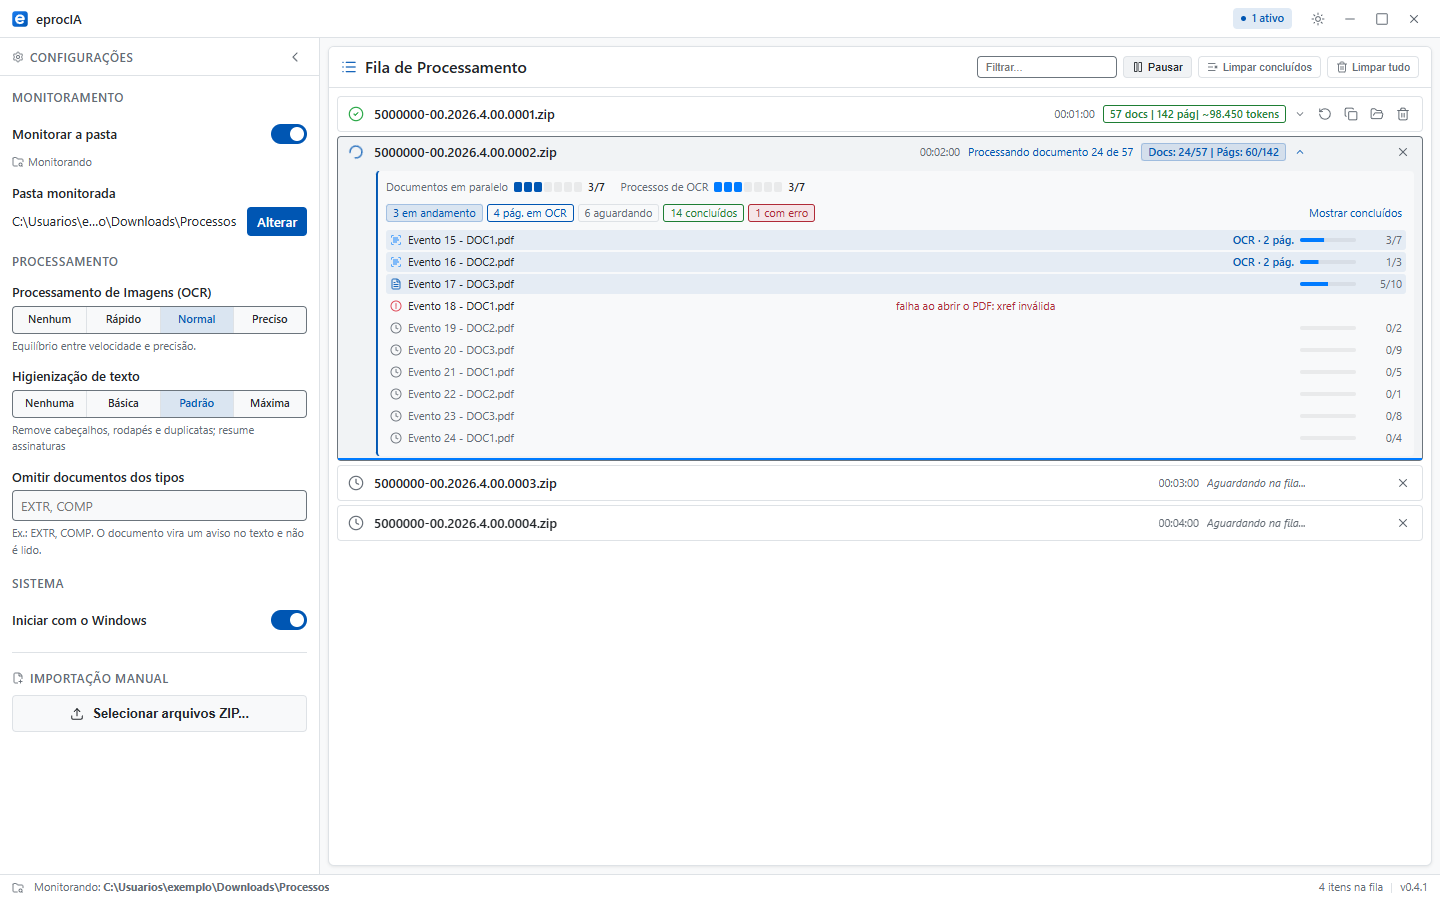 eprocIA
1 ativo
CONFIGURAÇÕES
MONITORAMENTO
Monitorar a pasta
Monitorando
Pasta monitorada
C:\Usuarios\e...o\Downloads\Processos
Alterar
PROCESSAMENTO
Processamento de Imagens (OCR)
Nenhum Rápido Normal Preciso
Equilíbrio entre velocidade e precisão.
Higienização de texto
Nenhuma Básica Padrão Máxima
Remove cabeçalhos, rodapés e duplicatas; resume
assinaturas
Omitir documentos dos tipos
EXTR, COMP
Ex.: EXTR, COMP. O documento vira um aviso no texto e não
é lido.
SISTEMA
Iniciar com o Windows
IMPORTAÇÃO MANUAL
Selecionar arquivos ZIP...
Fila de Processamento
Filtrar...
Pausar
Limpar concluídos
Limpar tudo
5000000-00.2026.4.00.0001.zip 00:01:00 57 docs | 142 pág| ~98.450 tokens
5000000-00.2026.4.00.0002.zip 00:02:00 Processando documento 24 de 57 Docs: 24/57 | Págs: 60/142
Documentos em paralelo 3/7 Processos de OCR 3/7
3 em andamento 4 pág. em OCR 6 aguardando 14 concluídos 1 com erro Mostrar concluídos
Evento 15 - DOC1.pdf OCR · 2 pág. 3/7
Evento 16 - DOC2.pdf OCR · 2 pág. 1/3
Evento 17 - DOC3.pdf 5/10
Evento 18 - DOC1.pdf falha ao abrir o PDF: xref inválida
Evento 19 - DOC2.pdf 0/2
Evento 20 - DOC3.pdf 0/9
Evento 21 - DOC1.pdf 0/5
Evento 22 - DOC2.pdf 0/1
Evento 23 - DOC3.pdf 0/8
Evento 24 - DOC1.pdf 0/4
5000000-00.2026.4.00.0003.zip 00:03:00 Aguardando na fila...
5000000-00.2026.4.00.0004.zip 00:04:00 Aguardando na fila...
Monitorando: C:\Usuarios\exemplo\Downloads\Processos
4 itens na fila v0.4.1